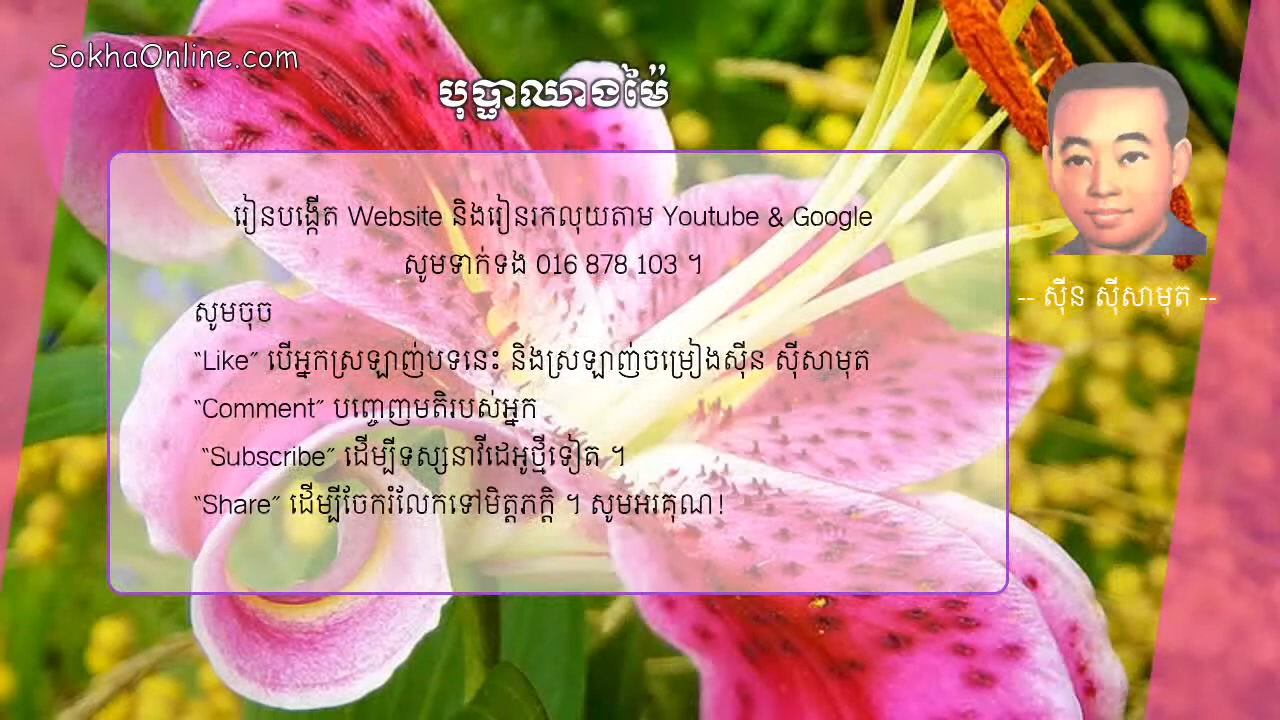 SokhaOnline.com
បុប្ផាឈាងម៉ៃ
រៀនបង្កើត Website និងរៀនរកលុយតាម Youtube & Google
សូមទាក់ទង 016 878 103 ។
-- ស៊ីន ស៊ីសាមុត --
សូមចុច
“Like” បើអ្នកស្រឡាញ់បទនេះ និងស្រឡាញ់ចម្រៀងស៊ីន ស៊ីសាមុត
“Comment” បញ្ចេញមតិរបស់អ្នក
“Subscribe” ដើម្បីទស្សនាវីដេអូថ្មីទៀត ។
“Share” ដើម្បីចែករំលែកទៅមិត្តភក្តិ ។ សូមអរគុណ!